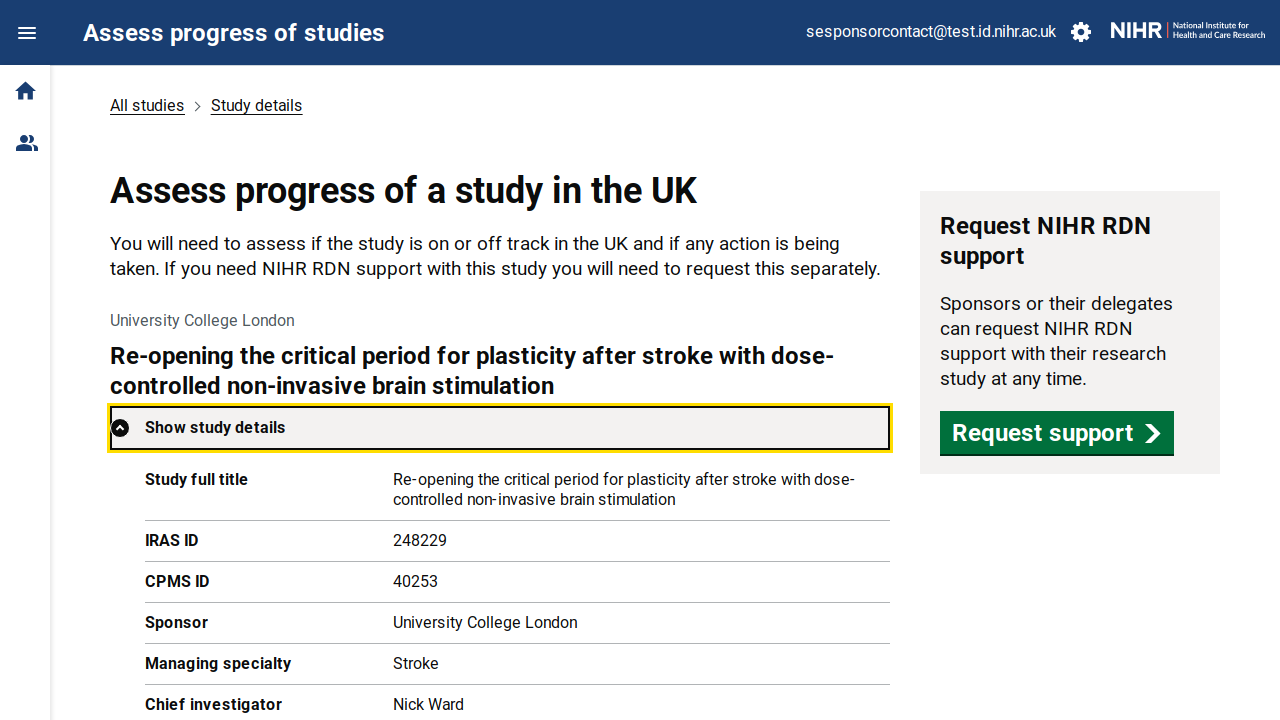 Assess progress of studies
sesponsorcontact@test.id.nihr.ac.uk
NIHR | National Institute for
Health and Care Research
All studies > Study details
Assess progress of a study in the UK
You will need to assess if the study is on or off track in the UK and if any action is being
taken. If you need NIHR RDN support with this study you will need to request this separately.
University College London
Re-opening the critical period for plasticity after stroke with dose-
controlled non-invasive brain stimulation
Show study details
Study full title Re-opening the critical period for plasticity after stroke with dose-
controlled non-invasive brain stimulation
IRAS ID 248229
CPMS ID 40253
Sponsor University College London
Managing specialty Stroke
Chief investigator Nick Ward
Request NIHR RDN
support
Sponsors or their delegates
can request NIHR RDN
support with their research
study at any time.
Request support